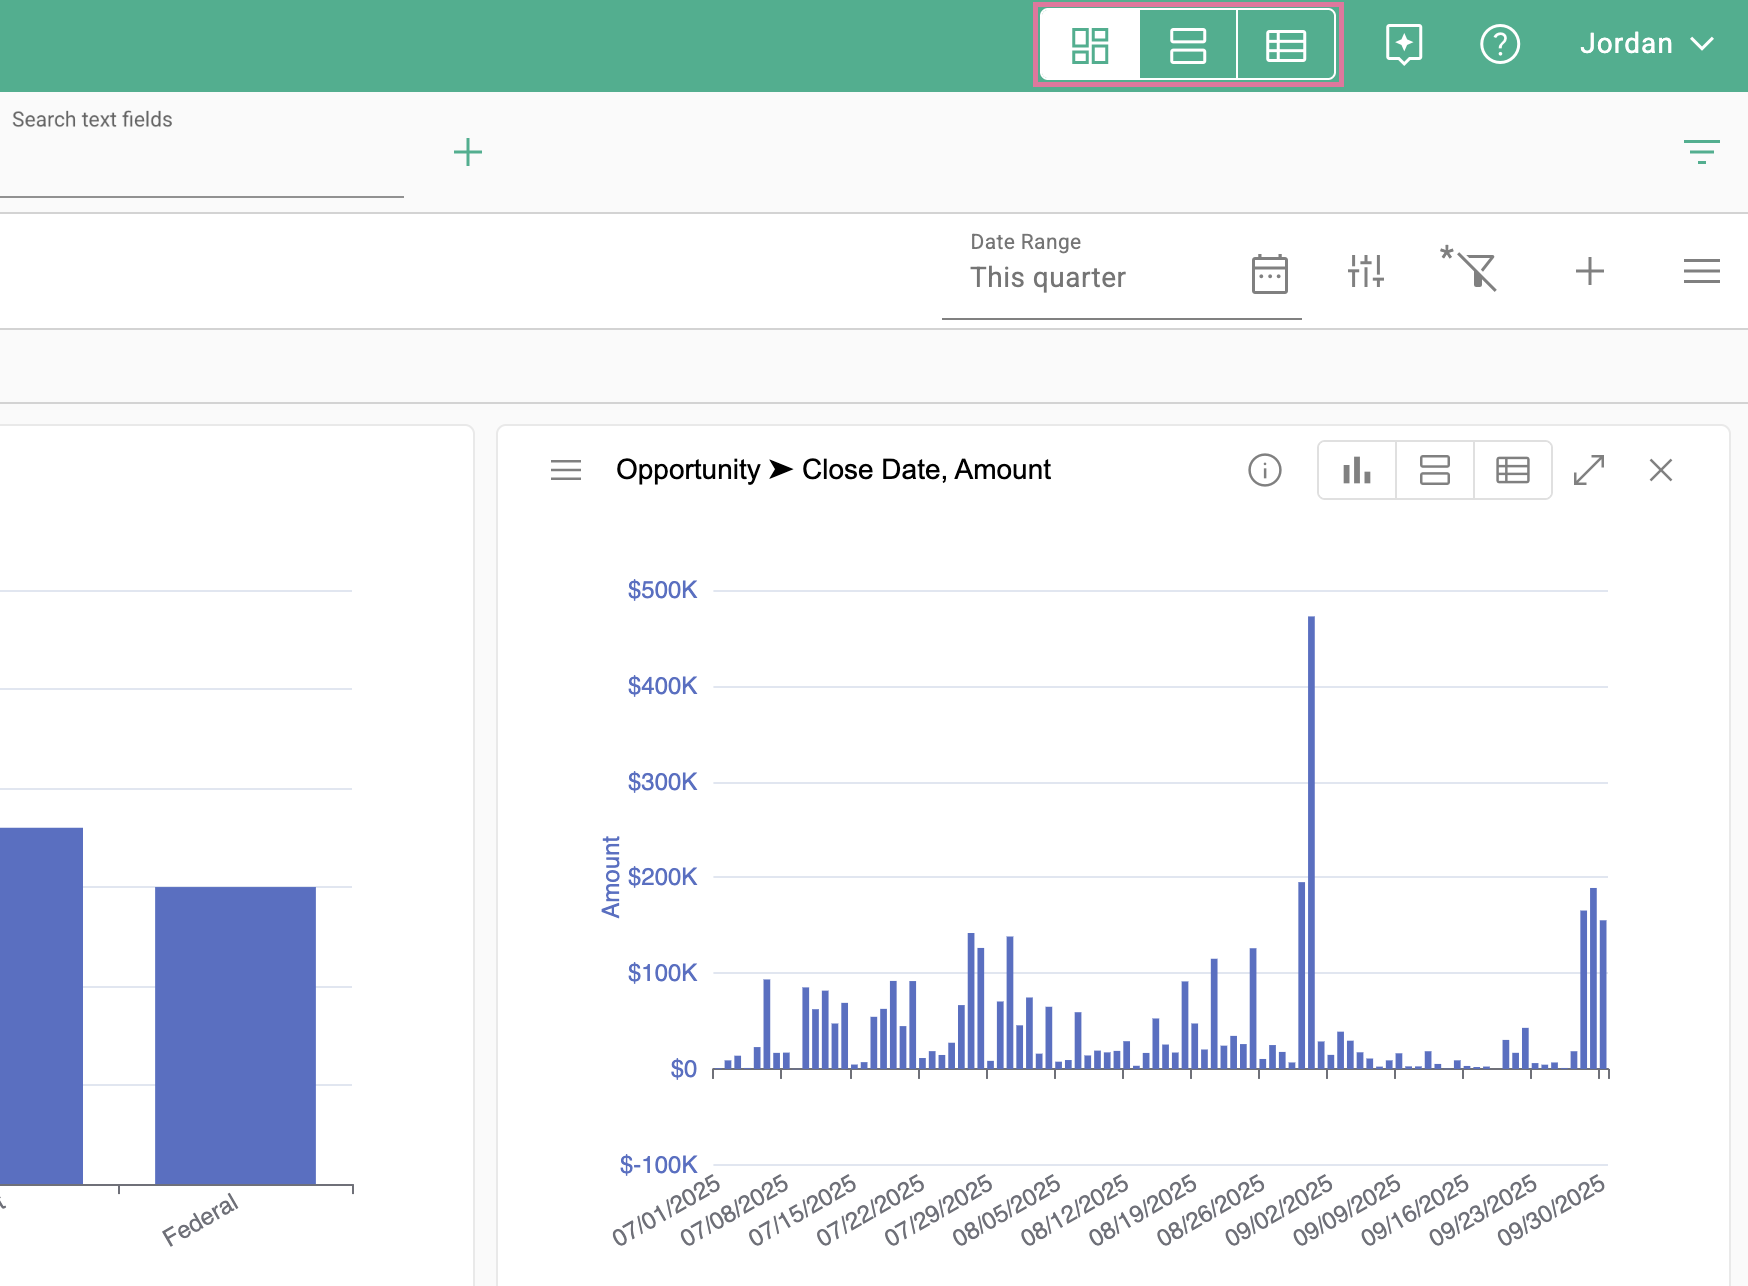 Jordan
Search text fields
Date Range
This quarter
*
Opportunity ➤ Close Date, Amount
$500K
$400K
$300K
$200K
$100K
$0
$-100K
Amount
07/01/2025
07/08/2025
07/15/2025
07/22/2025
07/29/2025
08/05/2025
08/12/2025
08/19/2025
08/26/2025
09/02/2025
09/09/2025
09/16/2025
09/23/2025
09/30/2025
Federal